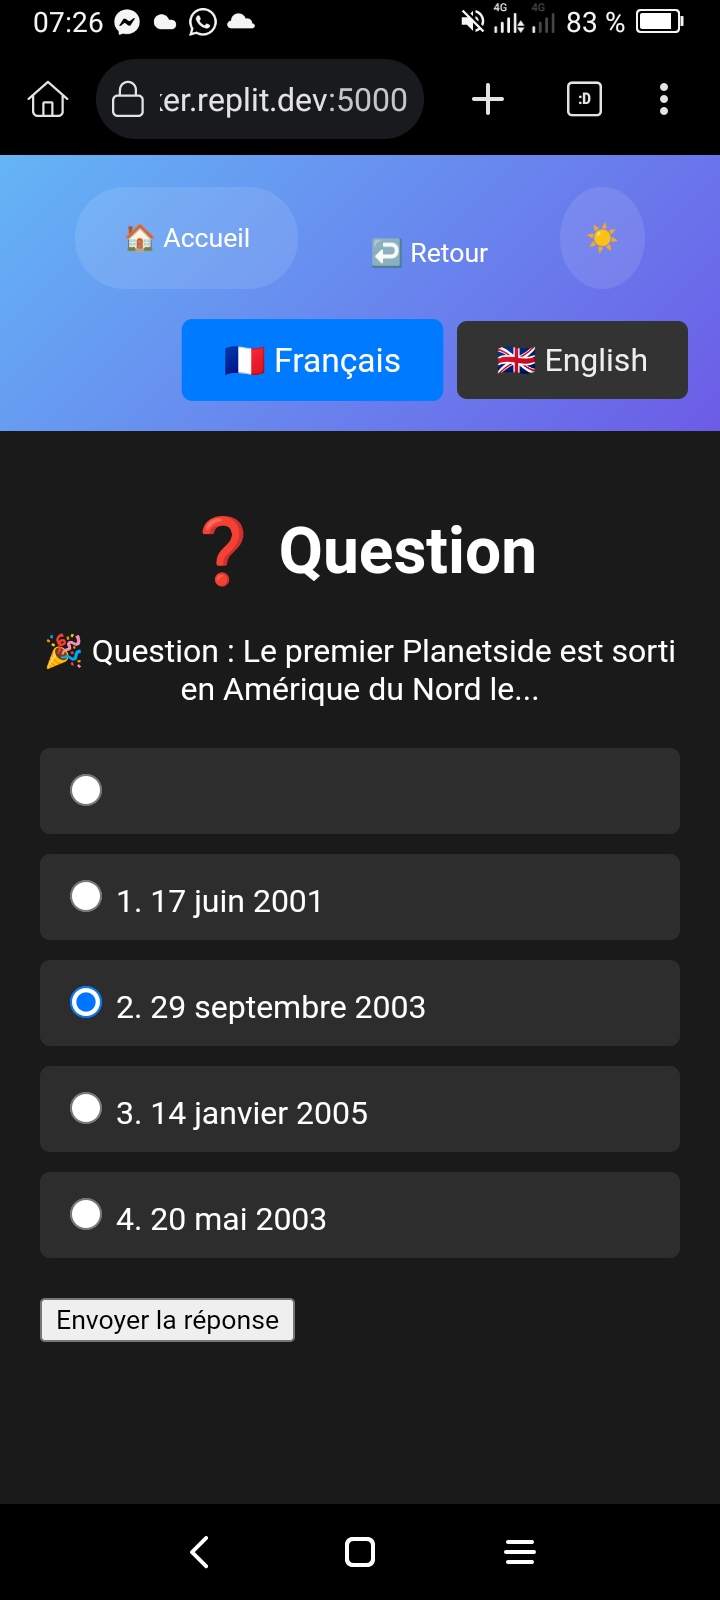 07:26
4G
4G
83 %
ker.replit.dev:5000
:D
Accueil
Retour
Français
English
❓ Question
🎉 Question : Le premier Planetside est sorti
en Amérique du Nord le...
1. 17 juin 2001
2. 29 septembre 2003
3. 14 janvier 2005
4. 20 mai 2003
Envoyer la réponse